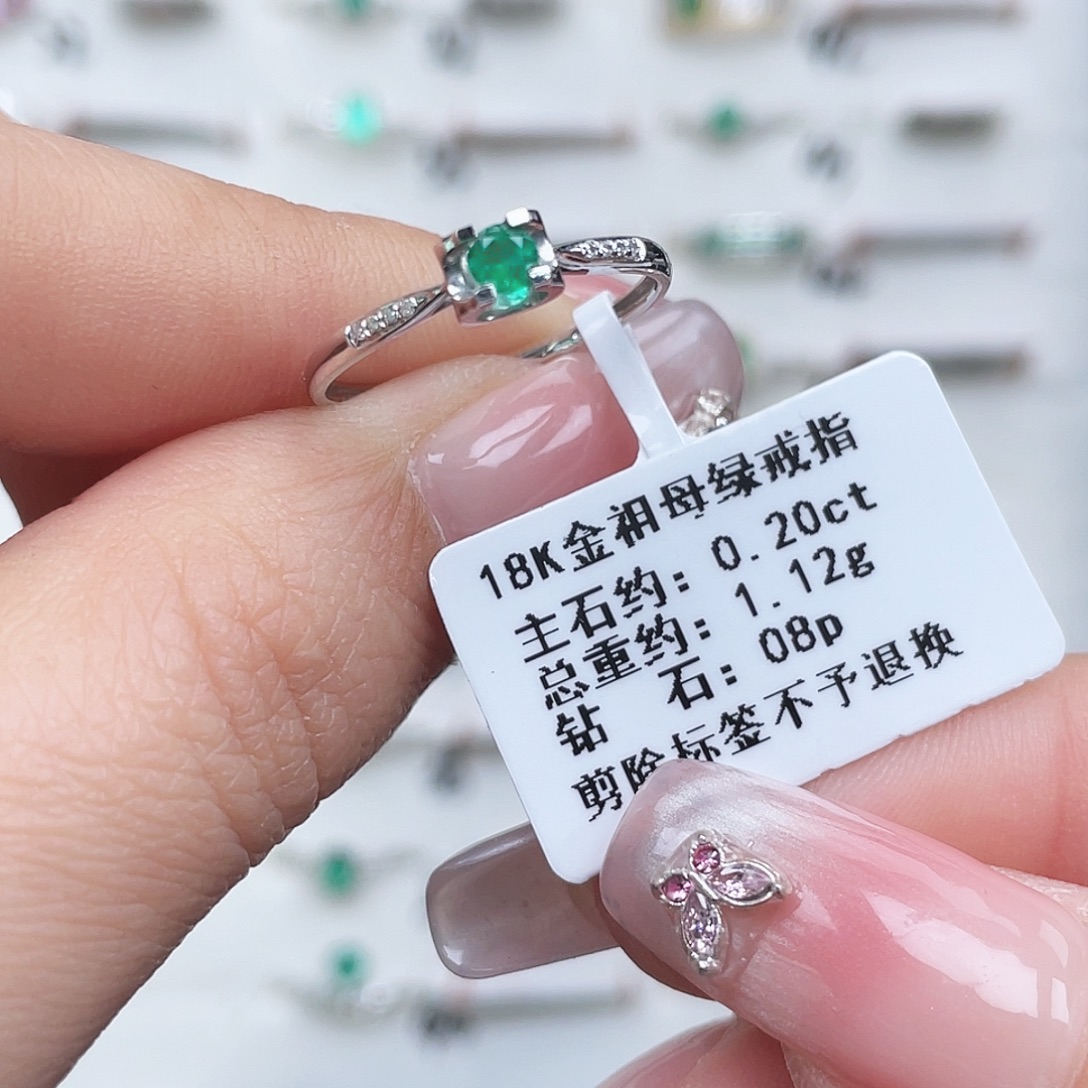 18K金祖母绿戒指
主石约: 0.20ct
总重约: 1.12g
钻 石: 08p
剪除标签不予退换